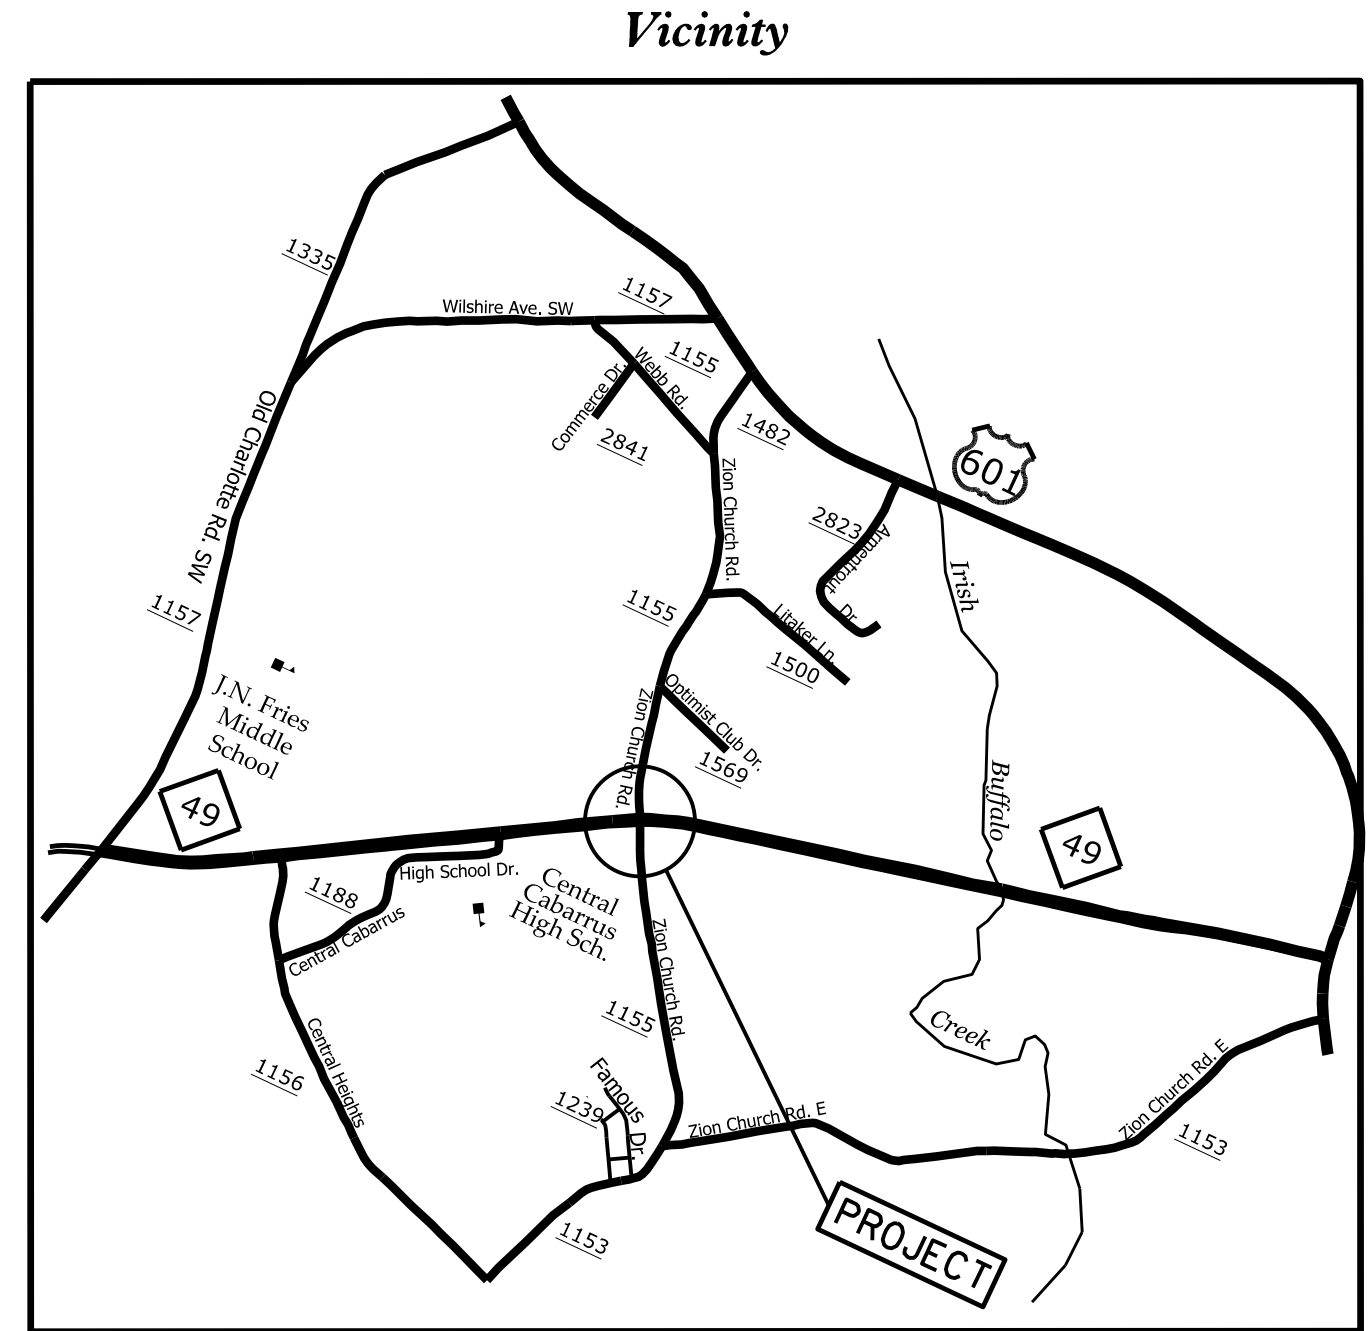 Vicinity
1335
1157
Wilshire Ave. SW
1155
Webb Rd.
Commerce Dr.
2841
1482
Old Charlotte Rd. SW
601
Zion Church Rd.
2823
Armentrout Dr.
Irish
1157
1155
Litaker Ln.
1500
J.N. Fries
Middle
School
Optimist Club Dr.
1569
Zion Church Rd.
49
Buffalo
49
High School Dr.
1188
Central Cabarrus
Central
Cabarrus
High Sch.
Zion Church Rd.
1155
Creek
Central Heights
1156
Famous Dr.
1239
Zion Church Rd. E
Zion Church Rd. E
1153
1153
PROJECT